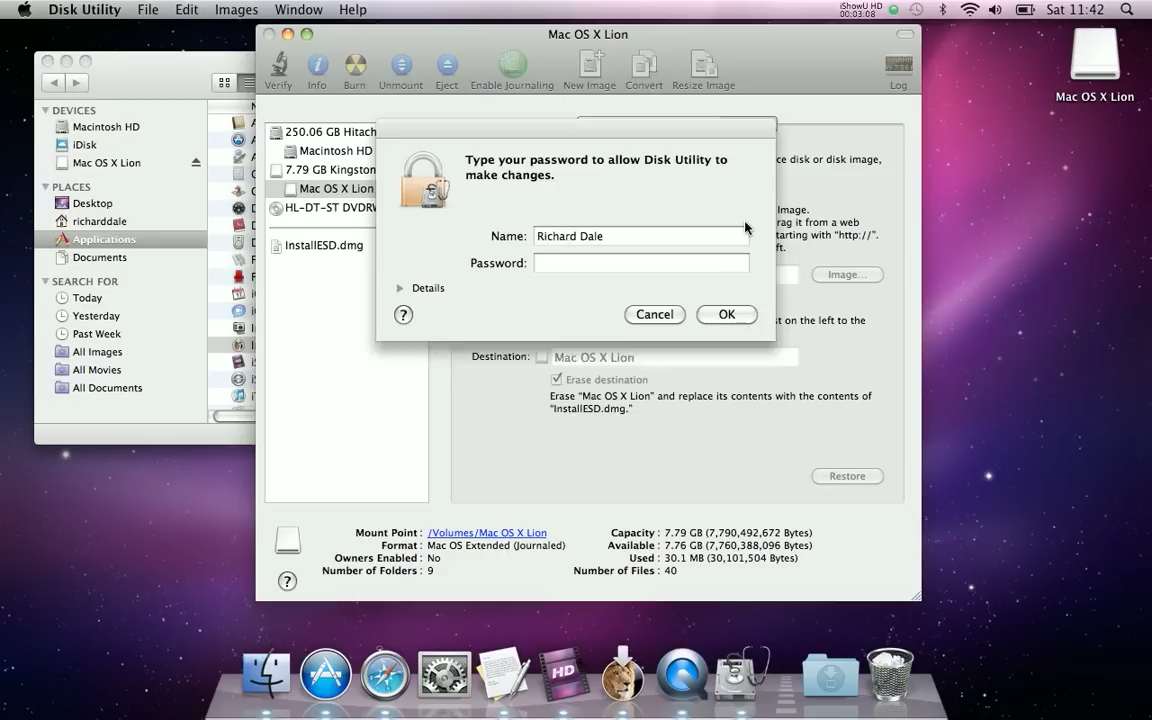 Disk Utility File Edit Images Window Help
iShowU HD
00:03:08
Sat 11:42
Mac OS X Lion
Verify Info Burn Unmount Eject Enable Journaling New Image Convert Resize Image Log
DEVICES
Macintosh HD
iDisk
Mac OS X Lion
PLACES
Desktop
richarddale
Applications
Documents
SEARCH FOR
Today
Yesterday
Past Week
All Images
All Movies
All Documents
250.06 GB Hitach
Macintosh HD
7.79 GB Kingston
Mac OS X Lion
HL-DT-ST DVDRW
InstallESD.dmg
Type your password to allow Disk Utility to
make changes.
Name: Richard Dale
Password:
Details
?
Cancel OK
ce disk or disk image,
image.
rag it from a web
tarting with "http://".
ft.
Image...
st on the left to the
Destination: Mac OS X Lion
Erase destination
Erase "Mac OS X Lion" and replace its contents with the contents of
"InstallESD.dmg."
Restore
Mount Point : /Volumes/Mac OS X Lion
Format : Mac OS Extended (Journaled)
Owners Enabled : No
Number of Folders : 9
Capacity : 7.79 GB (7,790,492,672 Bytes)
Available : 7.76 GB (7,760,388,096 Bytes)
Used : 30.1 MB (30,101,504 Bytes)
Number of Files : 40
?
Mac OS X Lion
HD